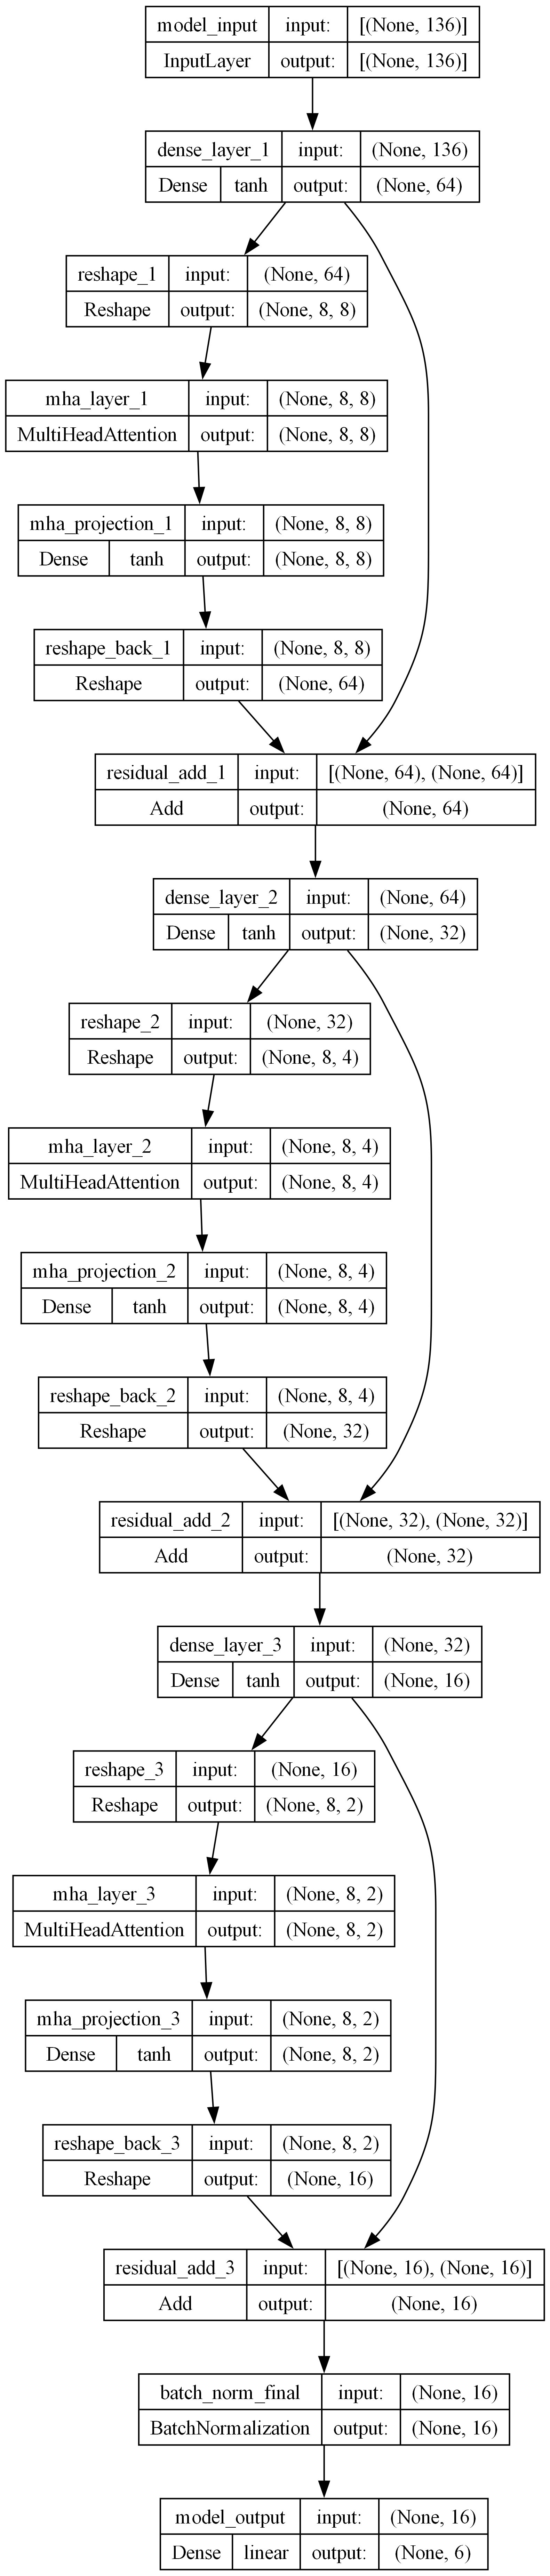 model_input input: [(None, 136)]
InputLayer output: [(None, 136)]
dense_layer_1 input: (None, 136)
Dense tanh output: (None, 64)
reshape_1 input: (None, 64)
Reshape output: (None, 8, 8)
mha_layer_1 input: (None, 8, 8)
MultiHeadAttention output: (None, 8, 8)
mha_projection_1 input: (None, 8, 8)
Dense tanh output: (None, 8, 8)
reshape_back_1 input: (None, 8, 8)
Reshape output: (None, 64)
residual_add_1 input: [(None, 64), (None, 64)]
Add output: (None, 64)
dense_layer_2 input: (None, 64)
Dense tanh output: (None, 32)
reshape_2 input: (None, 32)
Reshape output: (None, 8, 4)
mha_layer_2 input: (None, 8, 4)
MultiHeadAttention output: (None, 8, 4)
mha_projection_2 input: (None, 8, 4)
Dense tanh output: (None, 8, 4)
reshape_back_2 input: (None, 8, 4)
Reshape output: (None, 32)
residual_add_2 input: [(None, 32), (None, 32)]
Add output: (None, 32)
dense_layer_3 input: (None, 32)
Dense tanh output: (None, 16)
reshape_3 input: (None, 16)
Reshape output: (None, 8, 2)
mha_layer_3 input: (None, 8, 2)
MultiHeadAttention output: (None, 8, 2)
mha_projection_3 input: (None, 8, 2)
Dense tanh output: (None, 8, 2)
reshape_back_3 input: (None, 8, 2)
Reshape output: (None, 16)
residual_add_3 input: [(None, 16), (None, 16)]
Add output: (None, 16)
batch_norm_final input: (None, 16)
BatchNormalization output: (None, 16)
model_output input: (None, 16)
Dense linear output: (None, 6)